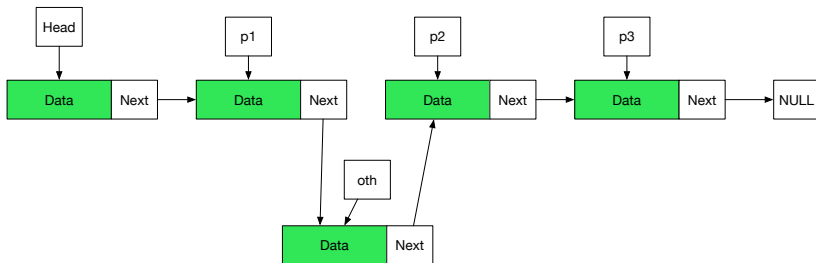 Head
p1
p2
p3
Data Next
Data Next
Data Next
Data Next
NULL
oth
Data Next